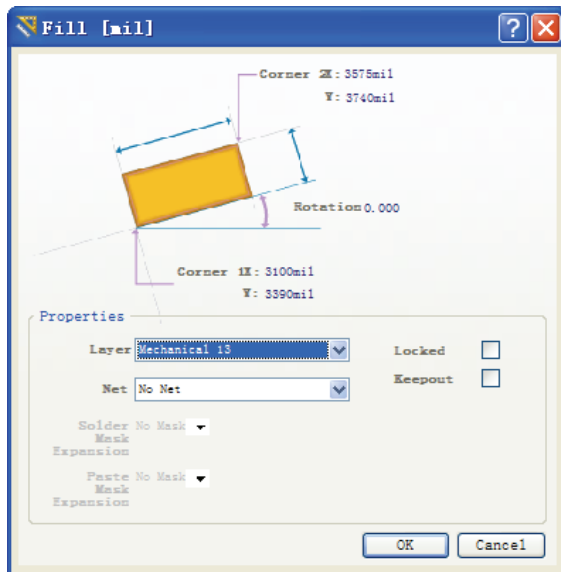 Fill [mil]
Corner 2X: 3575mil
Y: 3740mil
Rotation 0.000
Corner 1X: 3100mil
Y: 3390mil
Properties
Layer Mechanical 13
Locked
Net No Net
Keepout
Solder Mask Expansion No Mask
Paste Mask Expansion No Mask
OK Cancel